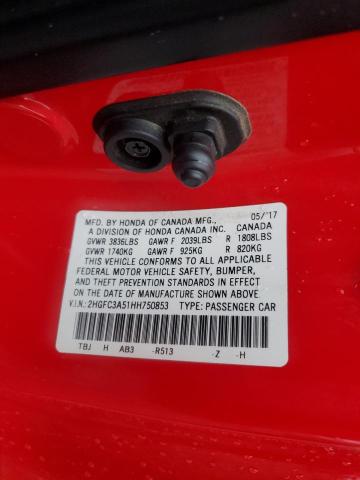 MFD. BY HONDA OF CANADA MFG., 05/'17
A DIVISION OF HONDA CANADA INC. CANADA
GVWR 3836LBS GAWR F 2039LBS R 1808LBS
GVWR 1740KG GAWR F 925KG R 820KG
THIS VEHICLE CONFORMS TO ALL APPLICABLE
FEDERAL MOTOR VEHICLE SAFETY, BUMPER,
AND THEFT PREVENTION STANDARDS IN EFFECT
ON THE DATE OF MANUFACTURE SHOWN ABOVE.
V.I.N.: 2HGFC3A51HH750853 TYPE: PASSENGER CAR
TBJ H AB3 -R513 -Z -H